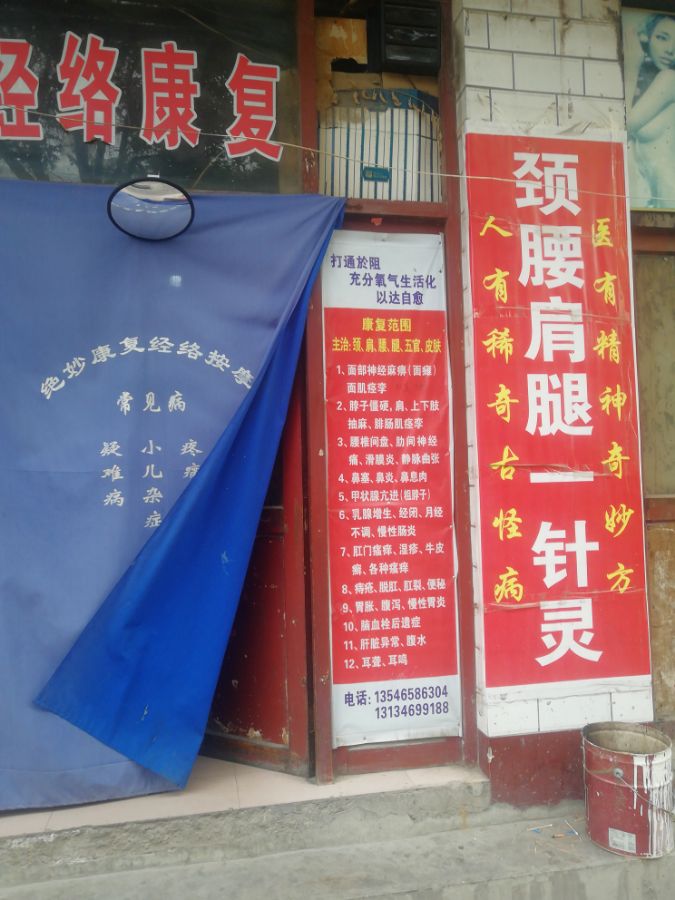 经络康复
绝妙康复经络按摩
常见病
疼痛
小儿杂症
疑难病
打通於阻
充分氧气生活化
以达自愈
康复范围
主治:颈、肩、腰、腿、五官、皮肤
1、面部神经麻痹(面瘫)
面肌痉挛
2、脖子僵硬,肩、上下肢
抽麻、腓肠肌痉挛
3、腰椎间盘、肋间神经
痛、滑膜炎、静脉曲张
4、鼻塞、鼻炎、鼻息肉
5、甲状腺亢进(粗脖子)
6、乳腺增生、经闭、月经
不调、慢性肠炎
7、肛门瘙痒、湿疹、牛皮
癣、各种瘙痒
8、痔疮、脱肛、肛裂、便秘
9、胃胀、腹泻、慢性胃炎
10、脑血栓后遗症
11、肝脏异常、腹水
12、耳聋、耳鸣
电话: 13546586304
13134699188
医有精神奇妙方
颈腰肩腿一针灵
人有稀奇古怪病